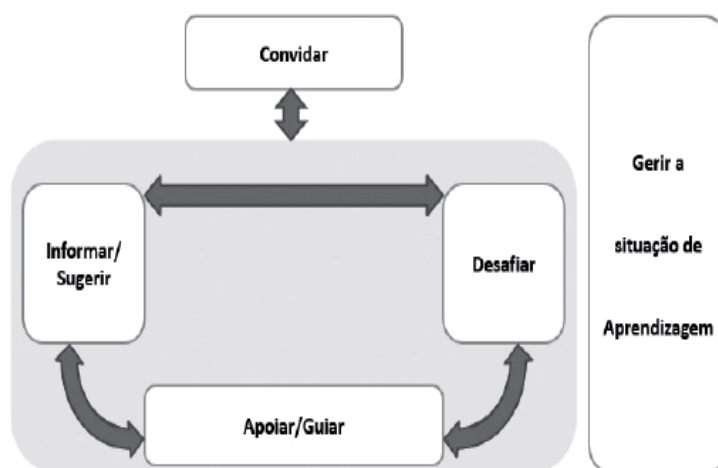 Convidar
Informar/
Sugerir
Desafiar
Apoiar/Guiar
Gerir a
situação de
Aprendizagem